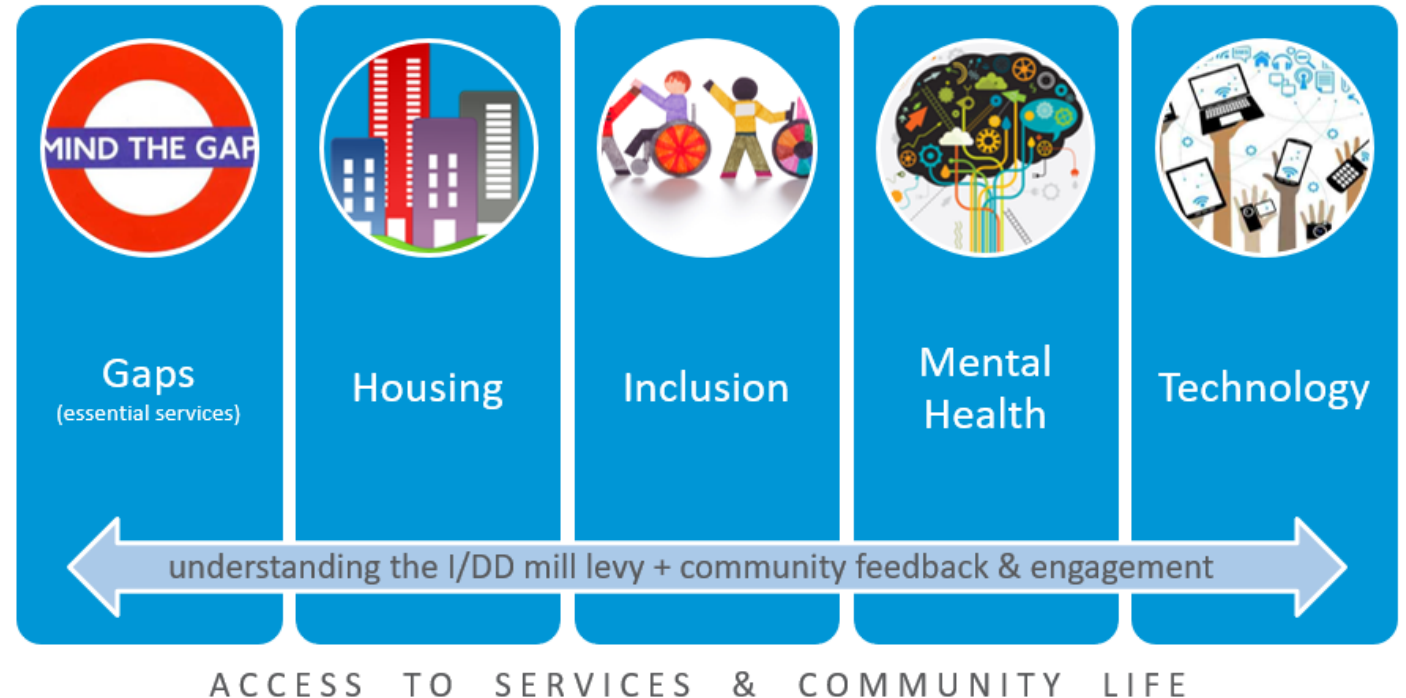 MIND THE GAP
Gaps
(essential services)
Housing
Inclusion
Mental
Health
Technology
understanding the I/DD mill levy + community feedback & engagement
ACCESS TO SERVICES & COMMUNITY LIFE